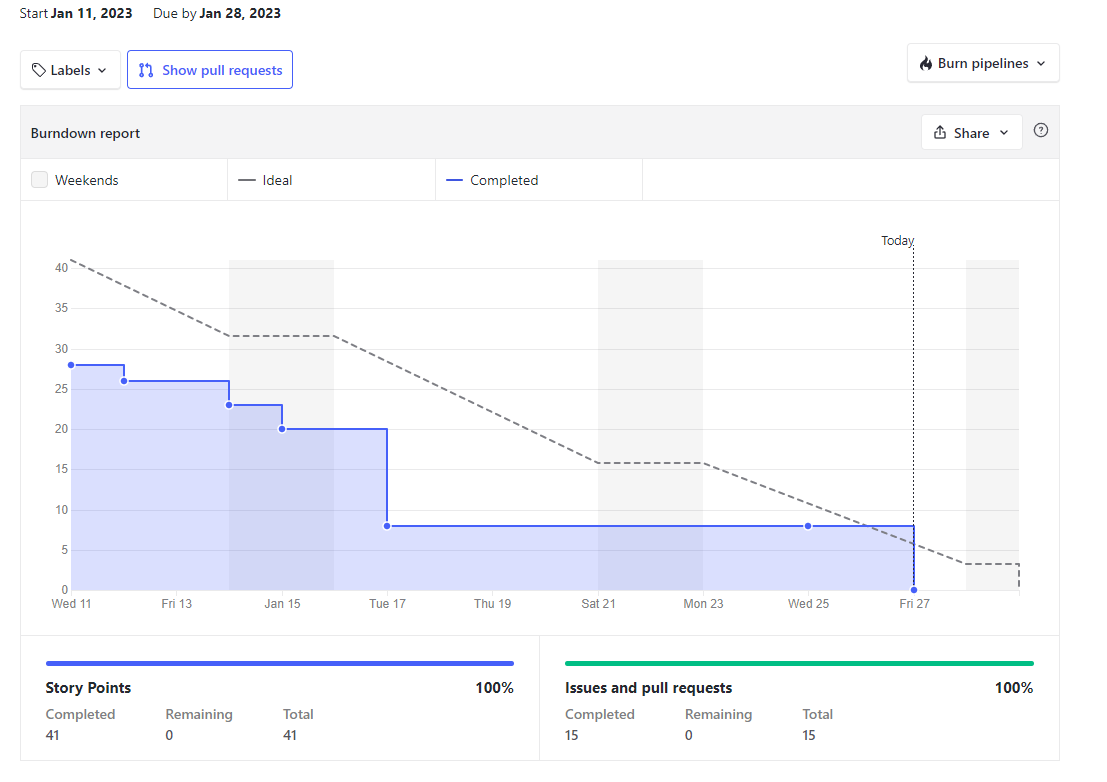 Start Jan 11, 2023 Due by Jan 28, 2023
Labels Show pull requests Burn pipelines
Burndown report Share ?
Weekends Ideal Completed
Today
40
35
30
25
20
15
10
5
0
Wed 11 Fri 13 Jan 15 Tue 17 Thu 19 Sat 21 Mon 23 Wed 25 Fri 27
Story Points 100% Issues and pull requests 100%
Completed Remaining Total Completed Remaining Total
41 0 41 15 0 15